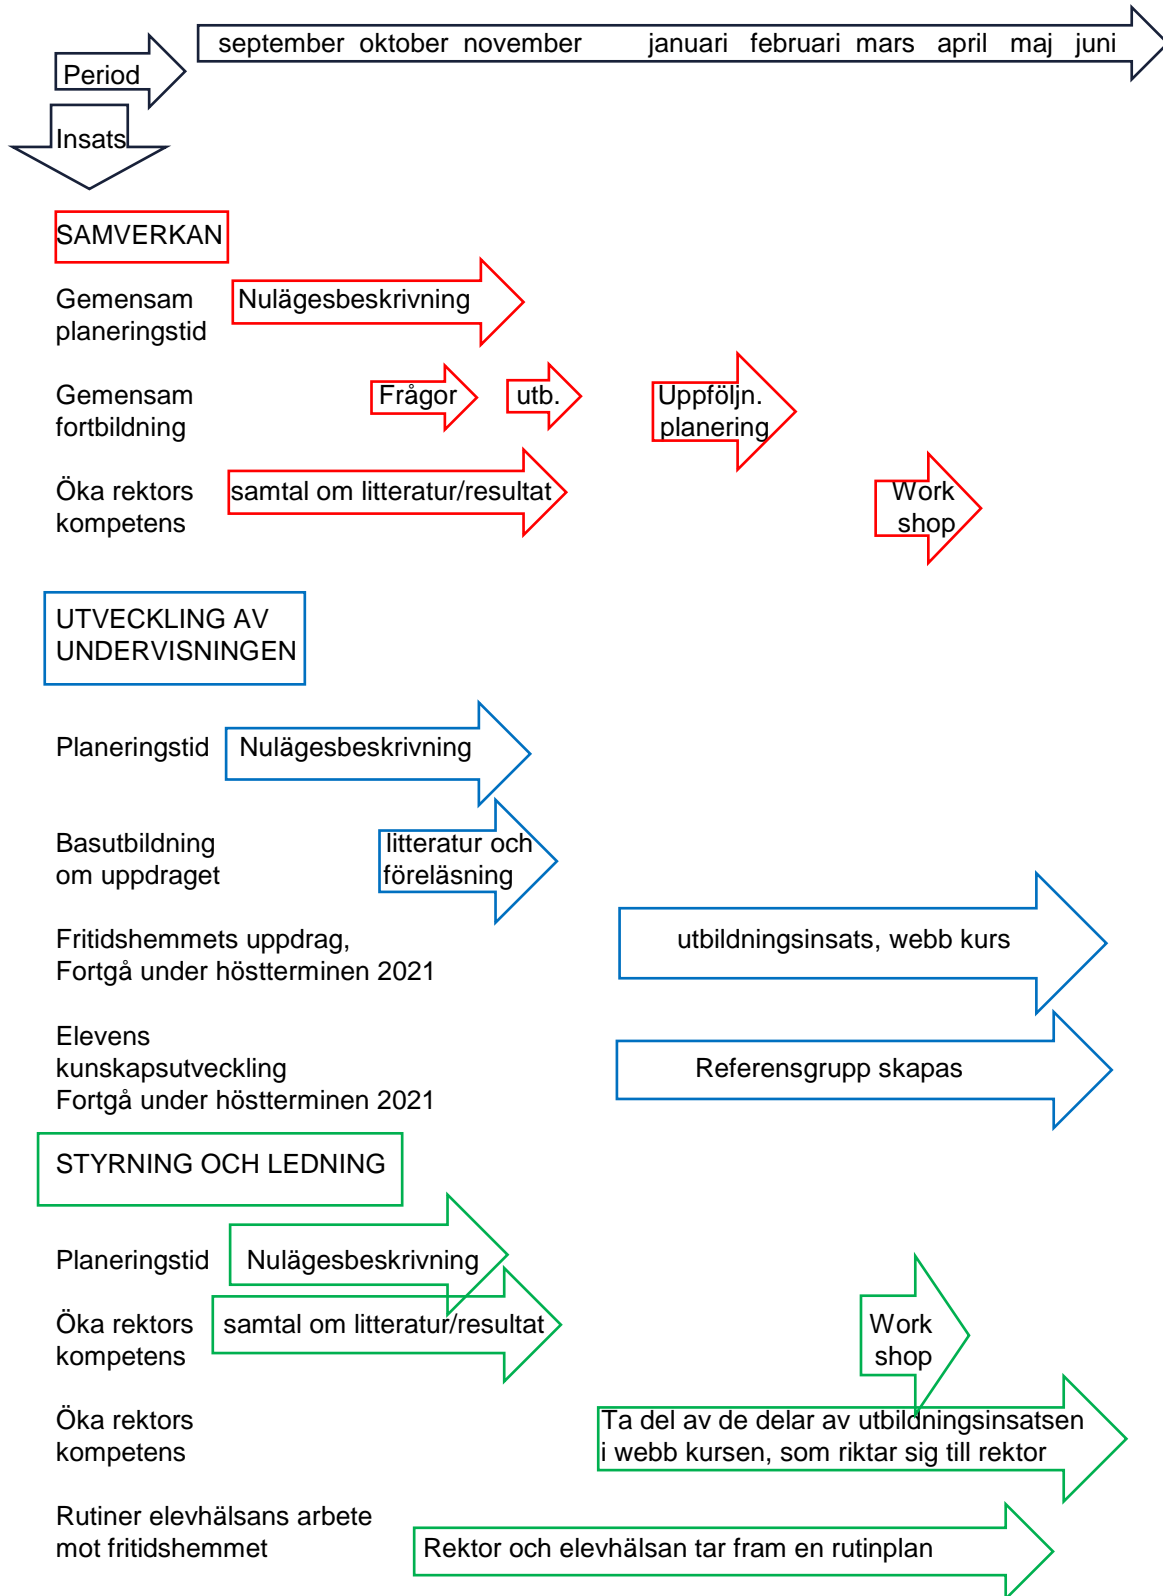 september oktober november januari februari mars april maj juni
Period
Insats
SAMVERKAN
Gemensam
planeringstid
Nulägesbeskrivning
Gemensam
fortbildning
Frågor
utb.
Uppföljn.
planering
Öka rektors
kompetens
samtal om litteratur/resultat
Work
shop
UTVECKLING AV
UNDERVISNINGEN
Planeringstid
Nulägesbeskrivning
Basutbildning
om uppdraget
litteratur och
föreläsning
Fritidshemmets uppdrag,
Fortgå under höstterminen 2021
utbildningsinsats, webb kurs
Elevens
kunskapsutveckling
Fortgå under höstterminen 2021
Referensgrupp skapas
STYRNING OCH LEDNING
Planeringstid
Nulägesbeskrivning
Öka rektors
kompetens
samtal om litteratur/resultat
Work
shop
Öka rektors
kompetens
Ta del av de delar av utbildningsinsatsen
i webb kursen, som riktar sig till rektor
Rutiner elevhälsans arbete
mot fritidshemmet
Rektor och elevhälsan tar fram en rutinplan